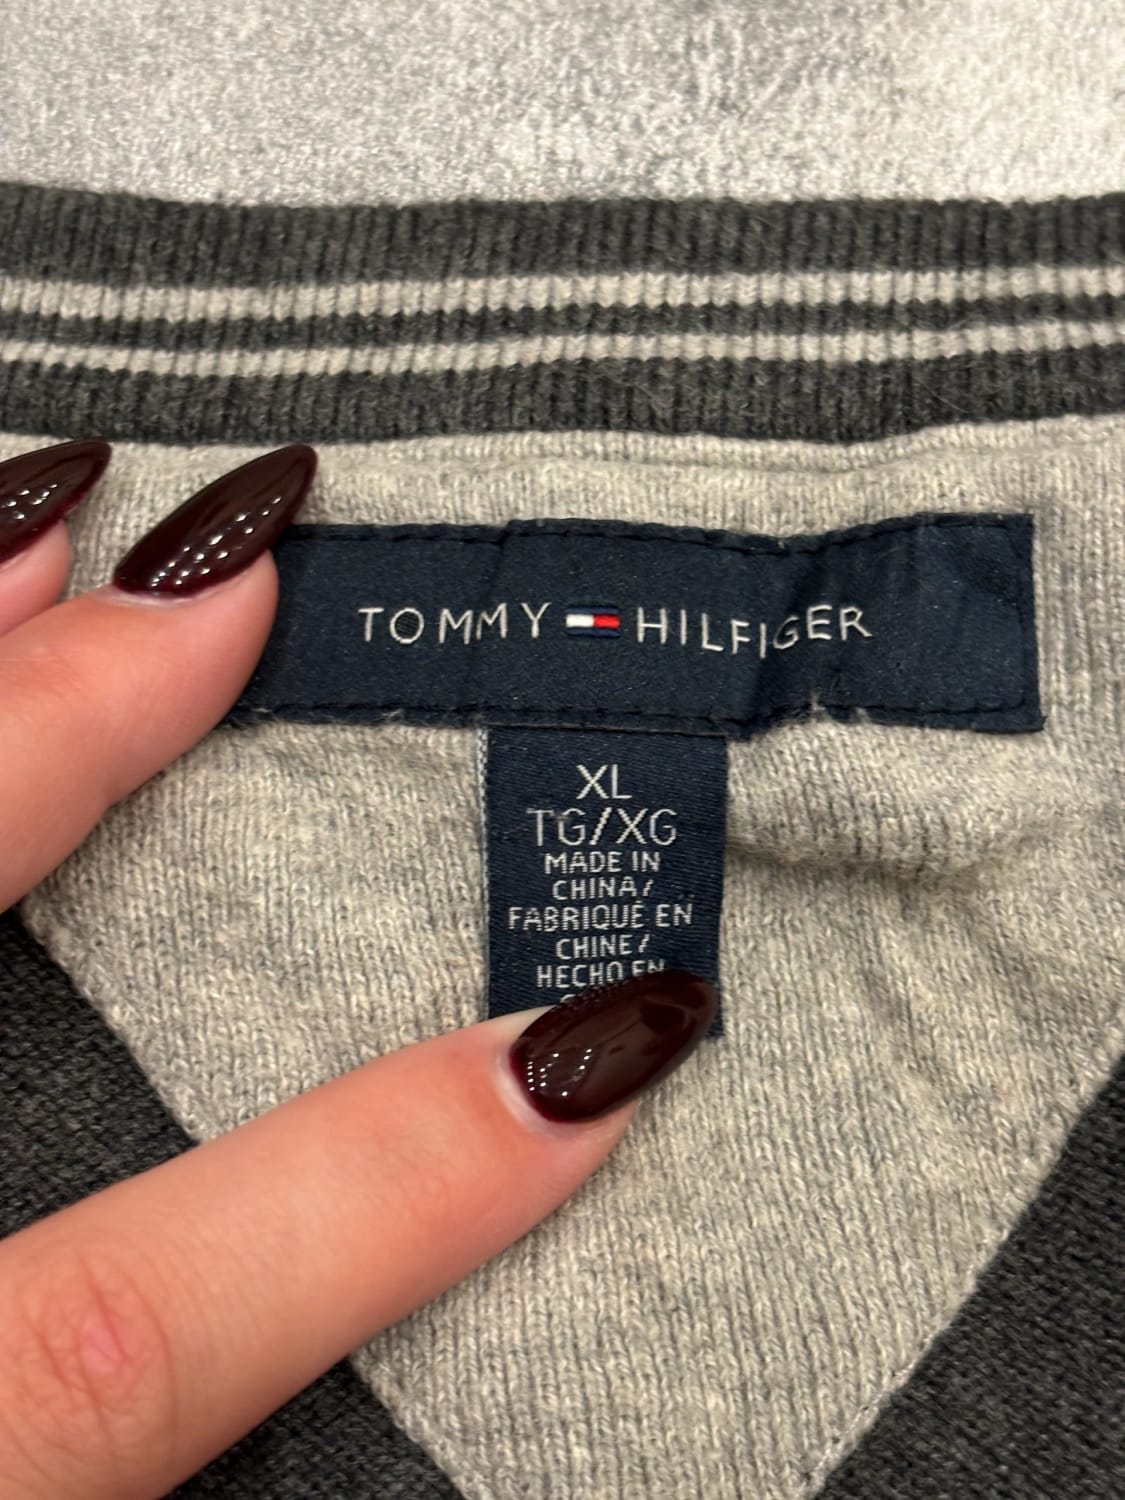 TOMMY HILFIGER
XL
TG/XG
MADE IN
CHINA/
FABRIQUÉ EN
CHINE/
HECHO EN